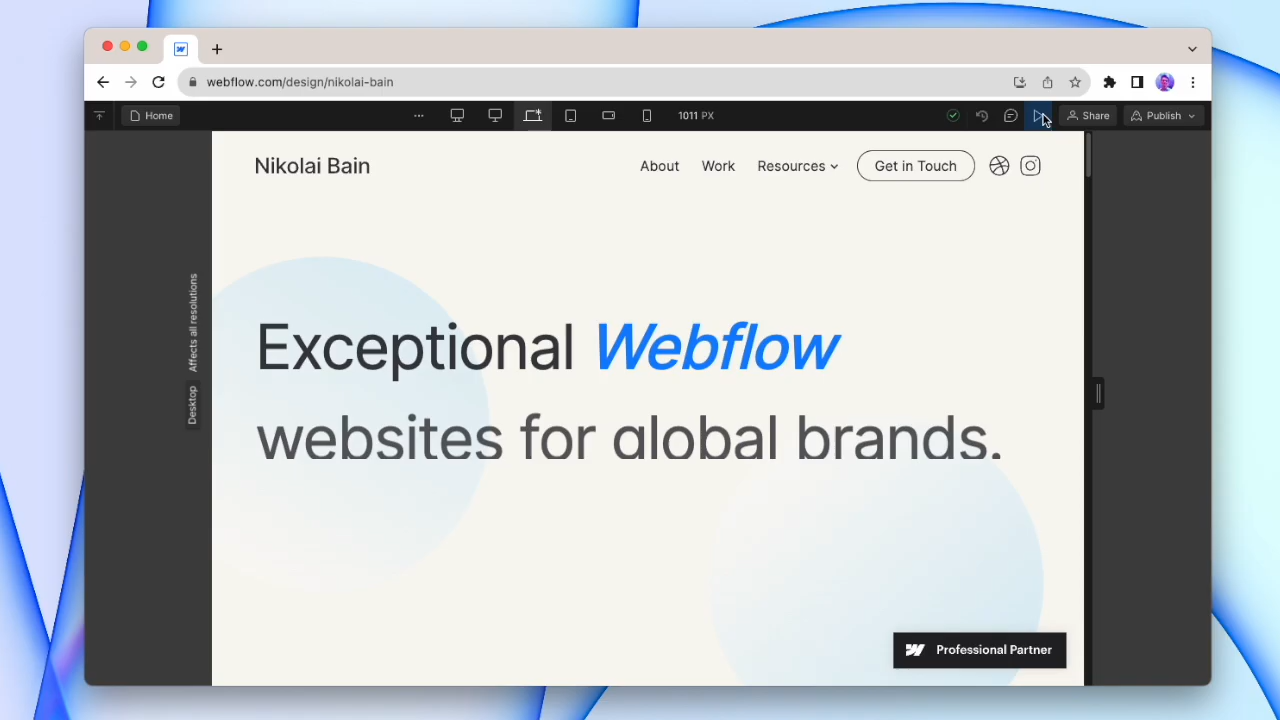 webflow.com/design/nikolai-bain
Home
1011 PX
Share
Publish
Nikolai Bain
About
Work
Resources
Get in Touch
Affects all resolutions
Desktop
Exceptional Webflow
websites for global brands.
Professional Partner